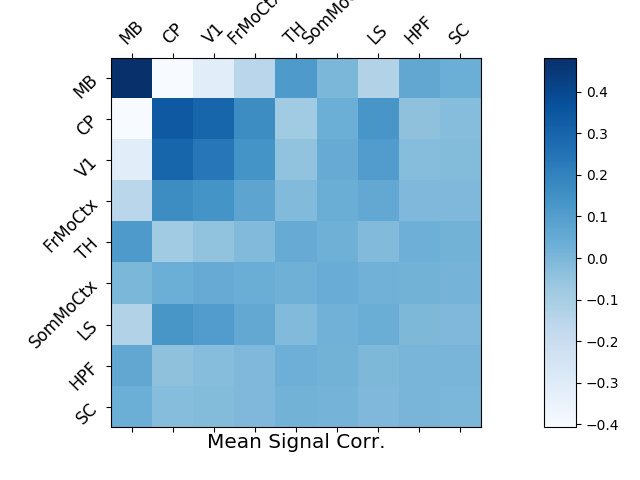 MB CP V1 FrMoCtx TH SomMoCtx LS HPF SC
MB
CP
V1
FrMoCtx
TH
SomMoCtx
LS
HPF
SC
0.4
0.3
0.2
0.1
0.0
−0.1
−0.2
−0.3
−0.4
Mean Signal Corr.